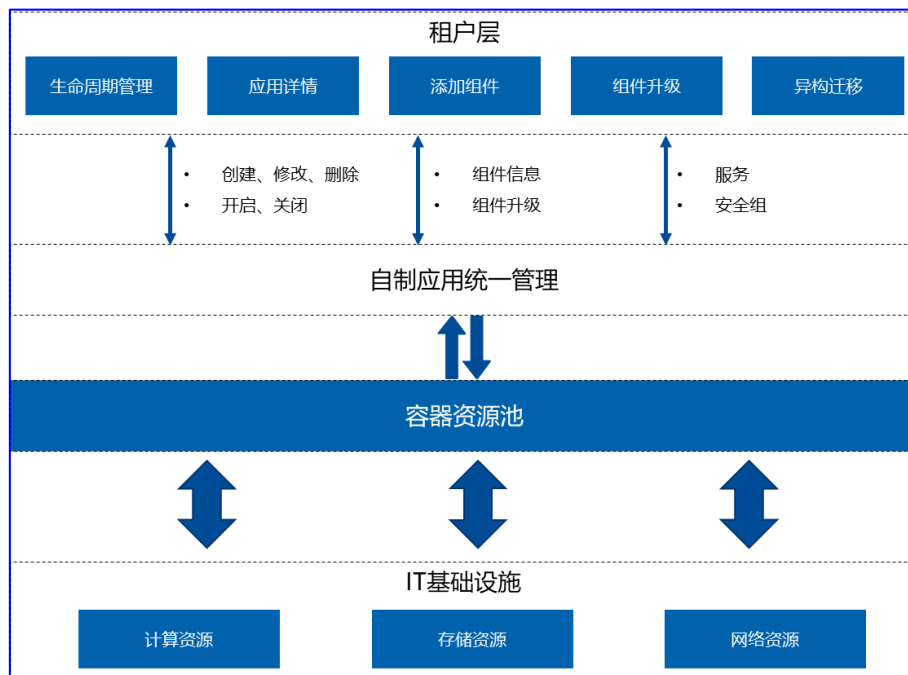 租户层
生命周期管理
应用详情
添加组件
组件升级
异构迁移
• 创建、修改、删除
• 开启、关闭
• 组件信息
• 组件升级
• 服务
• 安全组
自制应用统一管理
容器资源池
IT基础设施
计算资源
存储资源
网络资源